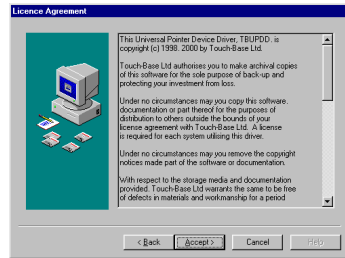 Licence Agreement
This Universal Pointer Device Driver, TBUPDD. is
copyright (c) 1998. 2000 by Touch-Base Ltd.
Touch-Base Ltd authorises you to make archival copies
of this software for the sole purpose of back-up and
protecting your investment from loss.
Under no circumstances may you copy this software.
documentation or part thereof for the purposes of
distribution to others outside the bounds of your
license agreement with Touch-Base Ltd. A license
is required for each system utilising this driver.
Under no circumstances may you remove the copyright
notices made part of the software or documentation.
With respect to the storage media and documentation
provided. Touch-Base Ltd warrants the same to be free
of defects in materials and workmanship for a period
< Back
Accept >
Cancel
Help